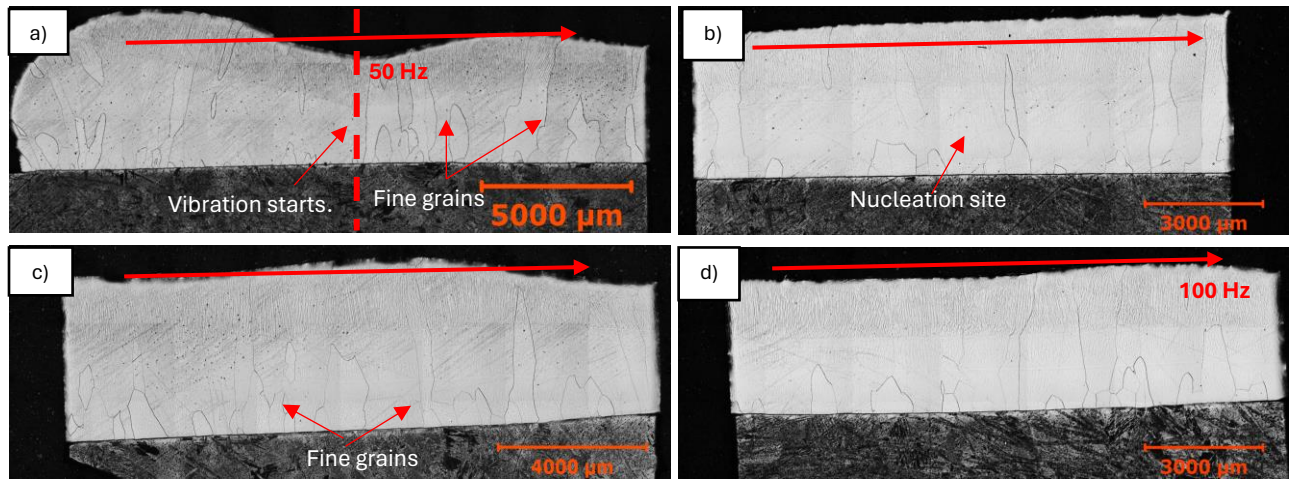 a)
50 Hz
Vibration starts.
Fine grains
5000 µm
b)
Nucleation site
3000 µm
c)
Fine grains
4000 µm
d)
100 Hz
3000 µm